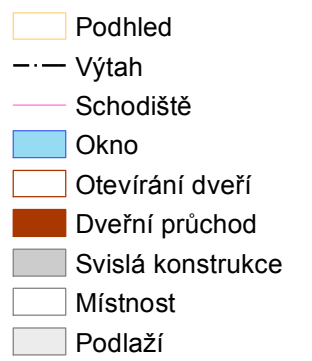 Podhled
Výtah
Schodiště
Okno
Otevírání dveří
Dveřní průchod
Svislá konstrukce
Místnost
Podlaží